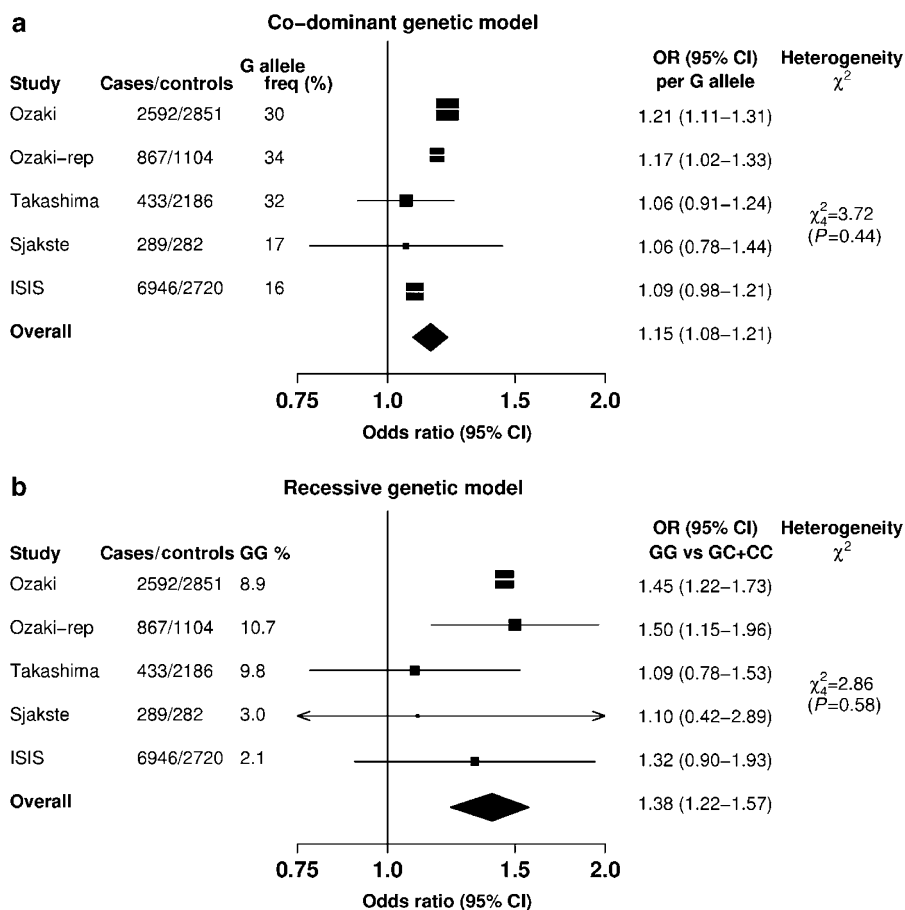 a
Co-dominant genetic model
Study Cases/controls G allele freq (%) OR (95% CI) per G allele Heterogeneity χ²
Ozaki 2592/2851 30 1.21 (1.11–1.31)
Ozaki-rep 867/1104 34 1.17 (1.02–1.33)
Takashima 433/2186 32 1.06 (0.91–1.24)
χ²₄=3.72
(P=0.44)
Sjakste 289/282 17 1.06 (0.78–1.44)
ISIS 6946/2720 16 1.09 (0.98–1.21)
Overall 1.15 (1.08–1.21)
0.75 1.0 1.5 2.0
Odds ratio (95% CI)
b
Recessive genetic model
Study Cases/controls GG % OR (95% CI) GG vs GC+CC Heterogeneity χ²
Ozaki 2592/2851 8.9 1.45 (1.22–1.73)
Ozaki-rep 867/1104 10.7 1.50 (1.15–1.96)
Takashima 433/2186 9.8 1.09 (0.78–1.53)
χ²₄=2.86
(P=0.58)
Sjakste 289/282 3.0 1.10 (0.42–2.89)
ISIS 6946/2720 2.1 1.32 (0.90–1.93)
Overall 1.38 (1.22–1.57)
0.75 1.0 1.5 2.0
Odds ratio (95% CI)